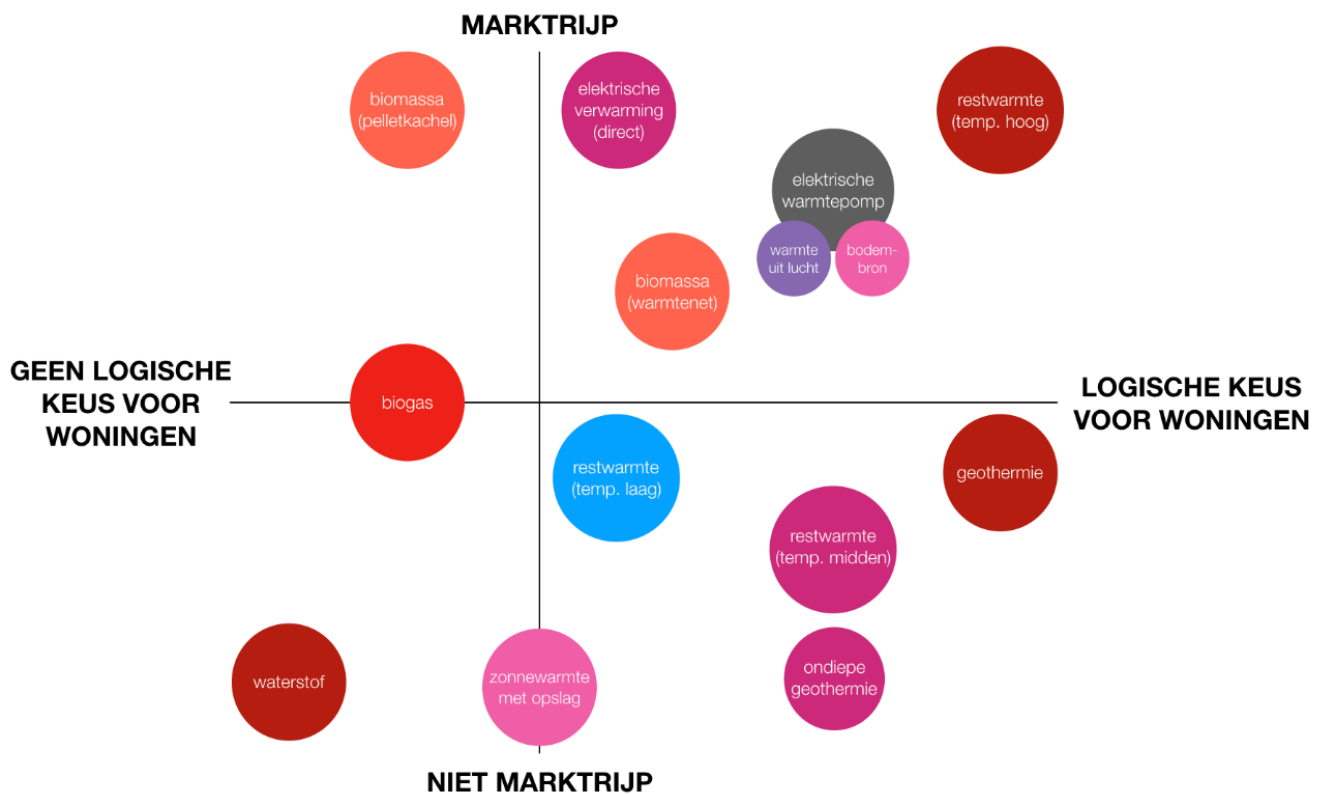 MARKTRIJP
biomassa
(pelletkachel)
elektrische
verwarming
(direct)
restwarmte
(temp. hoog)
elektrische
warmtepomp
warmte
uit lucht
bodem-
bron
biomassa
(warmtenet)
GEEN LOGISCHE
KEUS VOOR
WONINGEN
biogas
LOGISCHE KEUS
VOOR WONINGEN
restwarmte
(temp. laag)
geothermie
restwarmte
(temp. midden)
waterstof
zonnewarmte
met opslag
ondiepe
geothermie
NIET MARKTRIJP